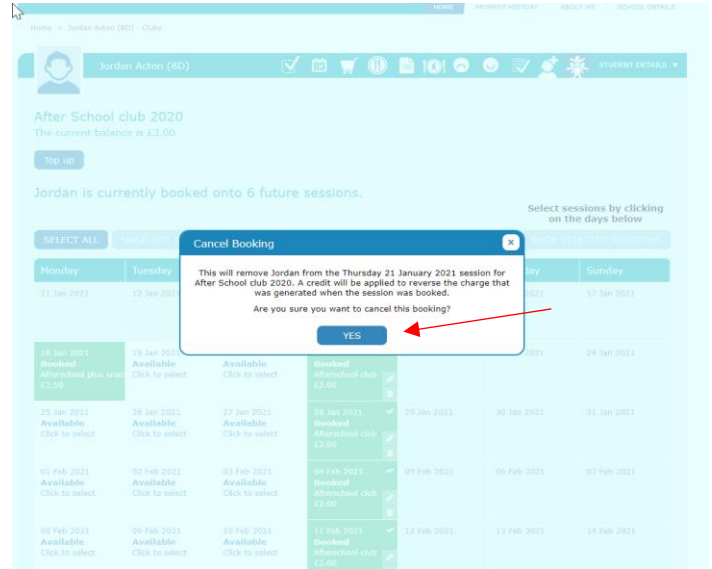 HOME PAYMENT HISTORY ABOUT ME SCHOOL DETAILS
Home > Jordan Acton (8D) - Clubs
Jordan Acton (8D) STUDENT DETAILS
After School club 2020
The current balance is £3.00
Top up
Jordan is currently booked onto 6 future sessions.
Select sessions by clicking
on the days below
SELECT ALL
Cancel Booking
This will remove Jordan from the Thursday 21 January 2021 session for
After School club 2020. A credit will be applied to reverse the charge that
was generated when the session was booked.
Are you sure you want to cancel this booking?
YES
Monday Tuesday Sunday
11 Jan 2021 12 Jan 2021 17 Jan 2021
18 Jan 2021 19 Jan 2021 2021 24 Jan 2021
Booked Available Available Booked
Afterschool plus snac Click to select Click to select Afterschool club
£2.50 £2.00
25 Jan 2021 26 Jan 2021 27 Jan 2021 28 Jan 2021 29 Jan 2021 30 Jan 2021 31 Jan 2021
Available Available Available Booked
Click to select Click to select Click to select Afterschool club
£2.00
01 Feb 2021 02 Feb 2021 03 Feb 2021 04 Feb 2021 05 Feb 2021 06 Feb 2021 07 Feb 2021
Available Available Available Booked
Click to select Click to select Click to select Afterschool club
£2.00
08 Feb 2021 09 Feb 2021 10 Feb 2021 11 Feb 2021 12 Feb 2021 13 Feb 2021 14 Feb 2021
Available Available Available Booked
Click to select Click to select Click to select Afterschool club
£2.00